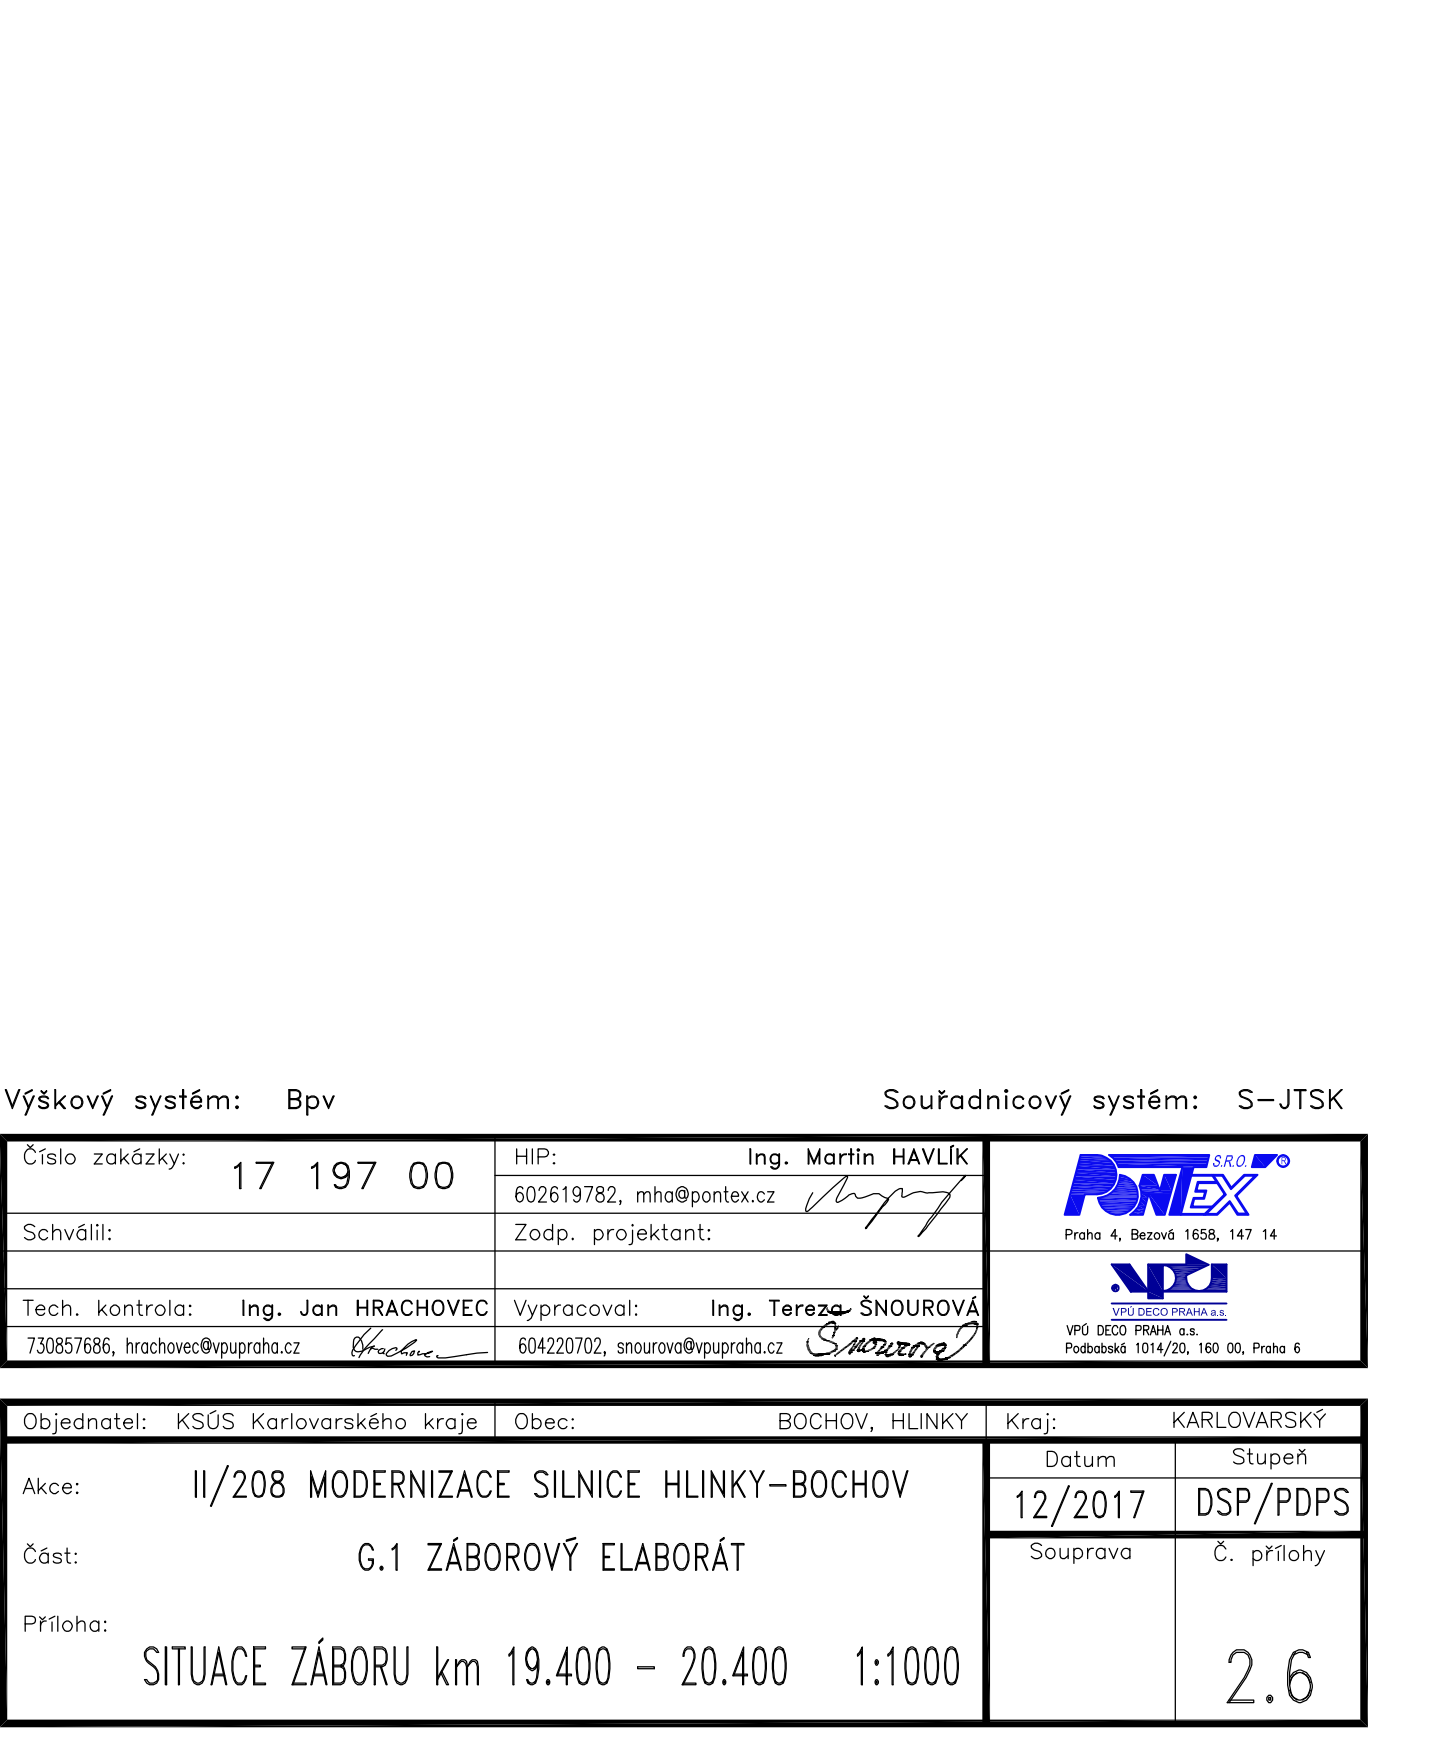 Výškový systém: Bpv Souřadnicový systém: S-JTSK
Číslo zakázky: 17 197 00
HIP: Ing. Martin HAVLÍK
602619782, mha@pontex.cz
Schválil:
Zodp. projektant:
Tech. kontrola: Ing. Jan HRACHOVEC
730857686, hrachovec@vpupraha.cz Hrachovec
Vypracoval: Ing. Tereza ŠNOUROVÁ
604220702, snourova@vpupraha.cz Šnourová
PONTEX S.R.O. ®
Praha 4, Bezová 1658, 147 14
VPÚ
VPÚ DECO PRAHA a.s.
VPÚ DECO PRAHA a.s.
Podbabská 1014/20, 160 00, Praha 6
Objednatel: KSÚS Karlovarského kraje Obec: BOCHOV, HLINKY Kraj: KARLOVARSKÝ
Akce: II/208 MODERNIZACE SILNICE HLINKY-BOCHOV
Část: G.1 ZÁBOROVÝ ELABORÁT
Příloha:
SITUACE ZÁBORU km 19.400 - 20.400 1:1000
Datum
12/2017
Stupeň
DSP/PDPS
Souprava
Č. přílohy
2.6